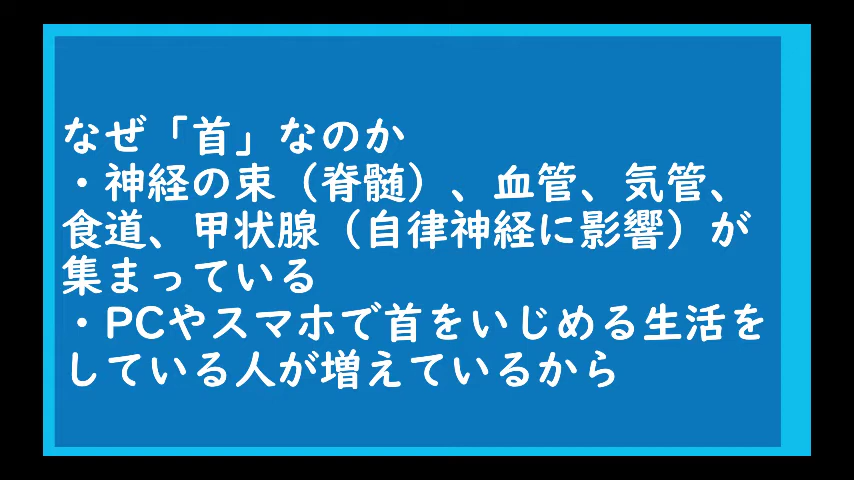 なぜ「首」なのか
・神経の束（脊髄）、血管、気管、
食道、甲状腺（自律神経に影響）が
集まっている
・PCやスマホで首をいじめる生活を
している人が増えているから